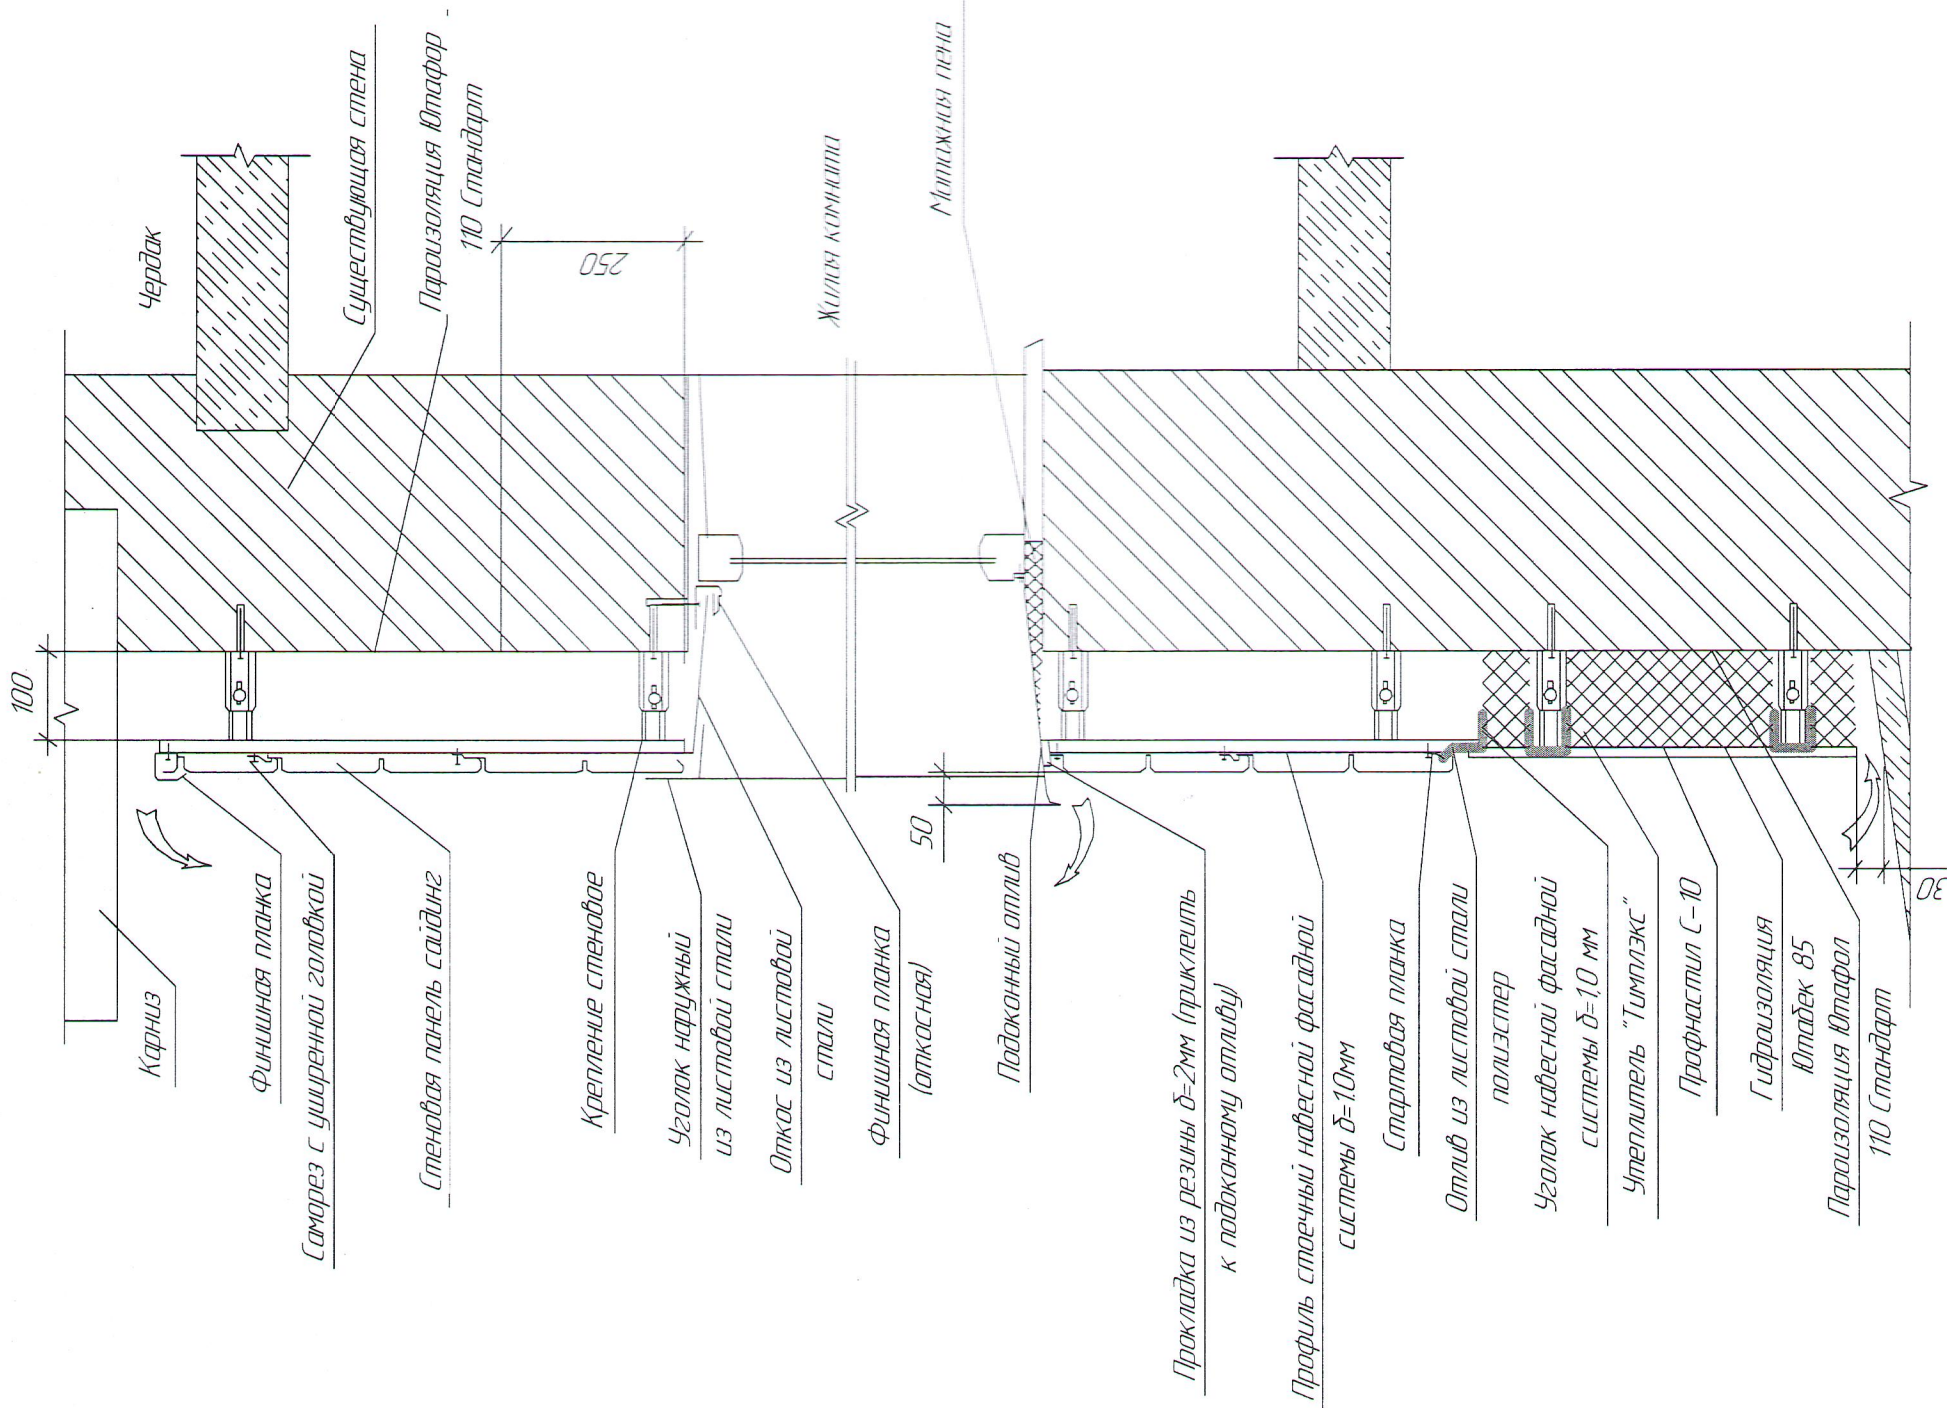 Чердак
Существующая стена
Пароизоляция Ютафор
110 Стандарт
250
Жилая комната
Мотажная пена
100
50
30
Карниз
Финишная планка
Саморез с уширенной головкой
Стеновая панель сайдинг
Крепление стеновое
Уголок наружный
из листовой стали
Откос из листовой
стали
Финишная планка
(откосная)
Подоконный отлив
Прокладка из резины δ=2мм (приклеить
к подоконному отливу)
Профиль стоечный навесной фасадной
системы δ=1.0мм
Стартовая планка
Отлив из листовой стали
полиэстер
Уголок навесной фасадной
системы δ=1,0 мм
Утеплитель "Тимплэкс"
Профнастил С-10
Гидроизоляция
Ютабек 85
Пароизоляция Ютафол
110 Стандарт